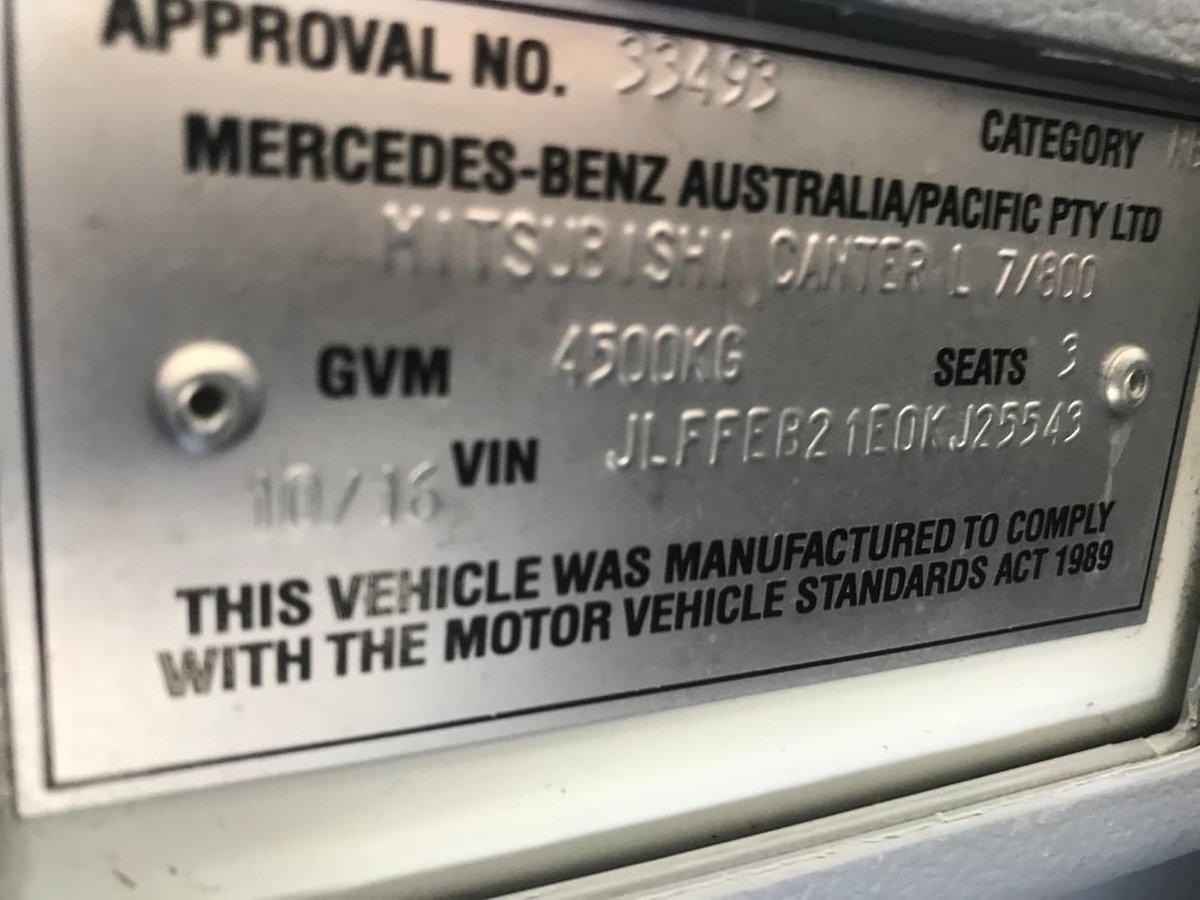 APPROVAL NO. 33493
CATEGORY
MERCEDES-BENZ AUSTRALIA/PACIFIC PTY LTD
MITSUBISHI CANTER L 7/800
GVM 4500KG SEATS 3
VIN JLFFEB21E0KJ25543
10/16
THIS VEHICLE WAS MANUFACTURED TO COMPLY
WITH THE MOTOR VEHICLE STANDARDS ACT 1989